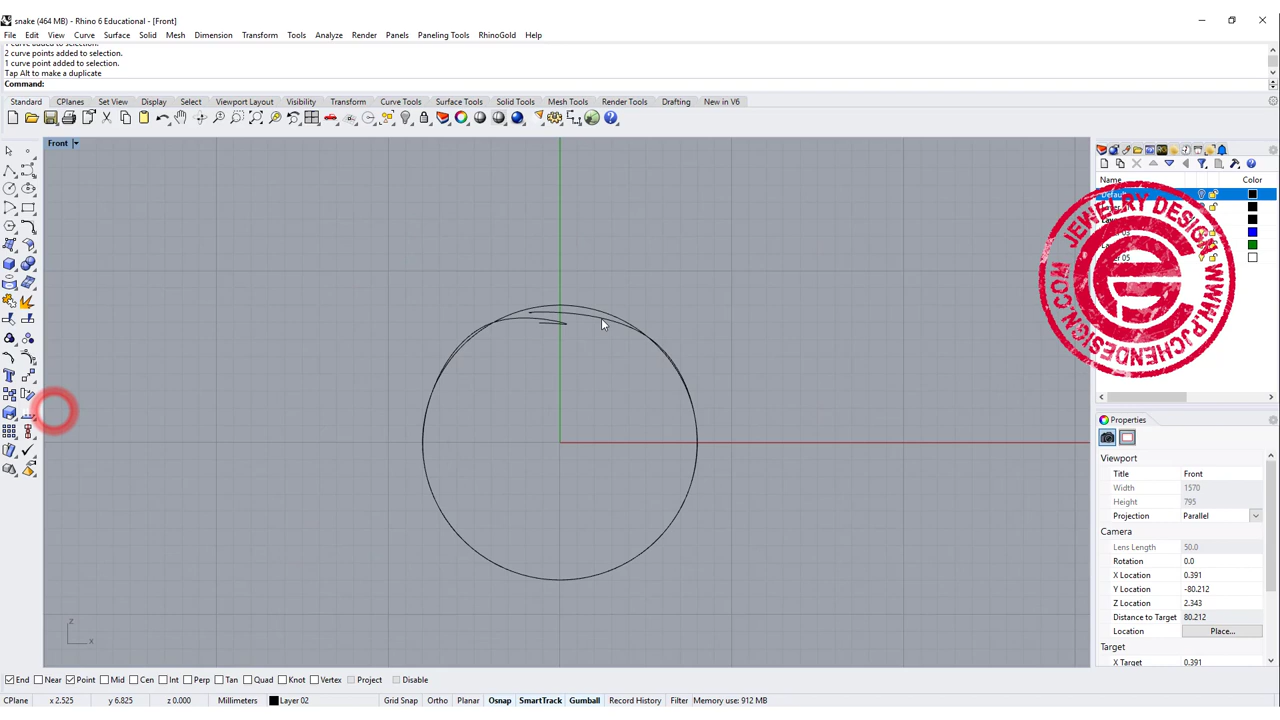 snake (464 MB) - Rhino 6 Educational - [Front]
File Edit View Curve Surface Solid Mesh Dimension Transform Tools Analyze Render Panels Paneling Tools RhinoGold Help
2 curve points added to selection.
1 curve point added to selection.
Tap Alt to make a duplicate
Command:
Standard CPlanes Set View Display Select Viewport Layout Visibility Transform Curve Tools Surface Tools Solid Tools Mesh Tools Render Tools Drafting New in V6
Front
Name Color
JEWELRY DESIGN WWW.PJCHENDESIGN.COM
Properties
Viewport
Title Front
Width 1570
Height 795
Projection Parallel
Camera
Lens Length 50.0
Rotation 0.0
X Location 0.391
Y Location -80.212
Z Location 2.343
Distance to Target 80.212
Location Place...
Target
X Target 0.391
z
x
End Near Point Mid Cen Int Perp Tan Quad Knot Vertex Project Disable
CPlane x 2.525 y 6.825 z 0.000 Millimeters Layer 02 Grid Snap Ortho Planar Osnap SmartTrack Gumball Record History Filter Memory use: 912 MB